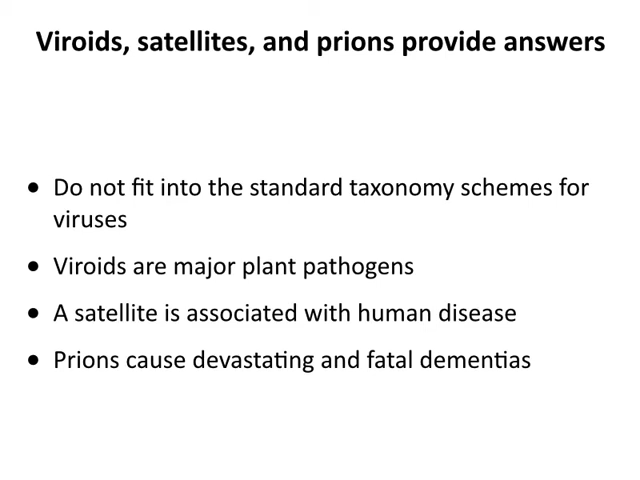 Viroids, satellites, and prions provide answers
• Do not fit into the standard taxonomy schemes for
viruses
• Viroids are major plant pathogens
• A satellite is associated with human disease
• Prions cause devastating and fatal dementias